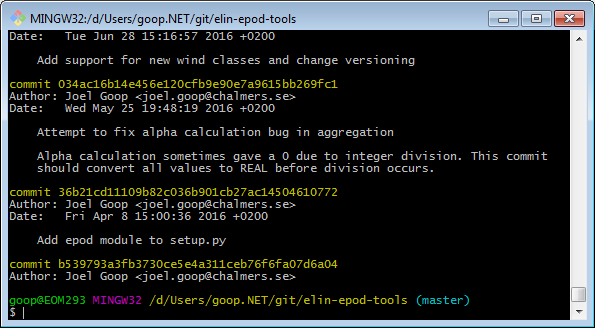 MINGW32:/d/Users/goop.NET/git/elin-epod-tools
Date:   Tue Jun 28 15:16:57 2016 +0200
    Add support for new wind classes and change versioning
commit 034ac16b14e456e120cfb9e90e7a9615bb269fc1
Author: Joel Goop <joel.goop@chalmers.se>
Date:   Wed May 25 19:48:19 2016 +0200
    Attempt to fix alpha calculation bug in aggregation
    Alpha calculation sometimes gave a 0 due to integer division. This commit
    should convert all values to REAL before division occurs.
commit 36b21cd11109b82c036b901cb27ac14504610772
Author: Joel Goop <joel.goop@chalmers.se>
Date:   Fri Apr 8 15:00:36 2016 +0200
    Add epod module to setup.py
commit b539793a3fb3730ce5e4a311ceb76f6fa07d6a04
Author: Joel Goop <joel.goop@chalmers.se>
goop@EOM293 MINGW32 /d/Users/goop.NET/git/elin-epod-tools (master)
$